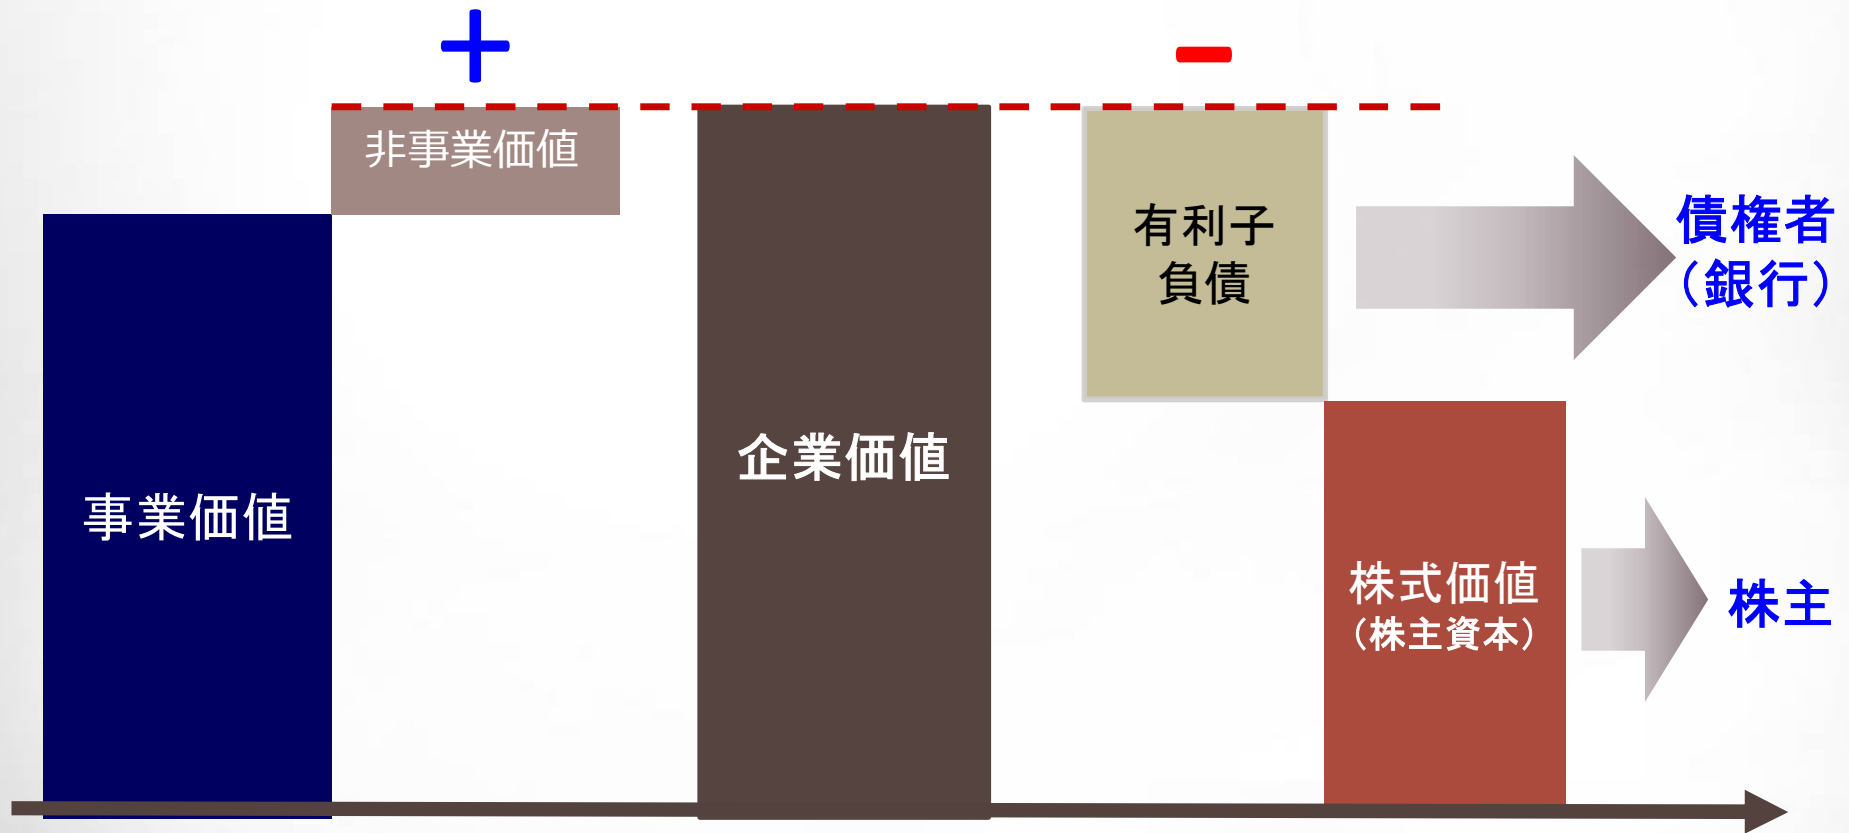 +
-
非事業価値
事業価値
企業価値
有利子
負債
債権者
（銀行）
株式価値
（株主資本）
株主